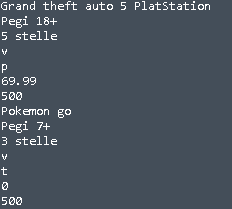 Grand theft auto 5 PlatStation
Pegi 18+
5 stelle
v
p
69.99
500
Pokemon go
Pegi 7+
3 stelle
v
t
0
500